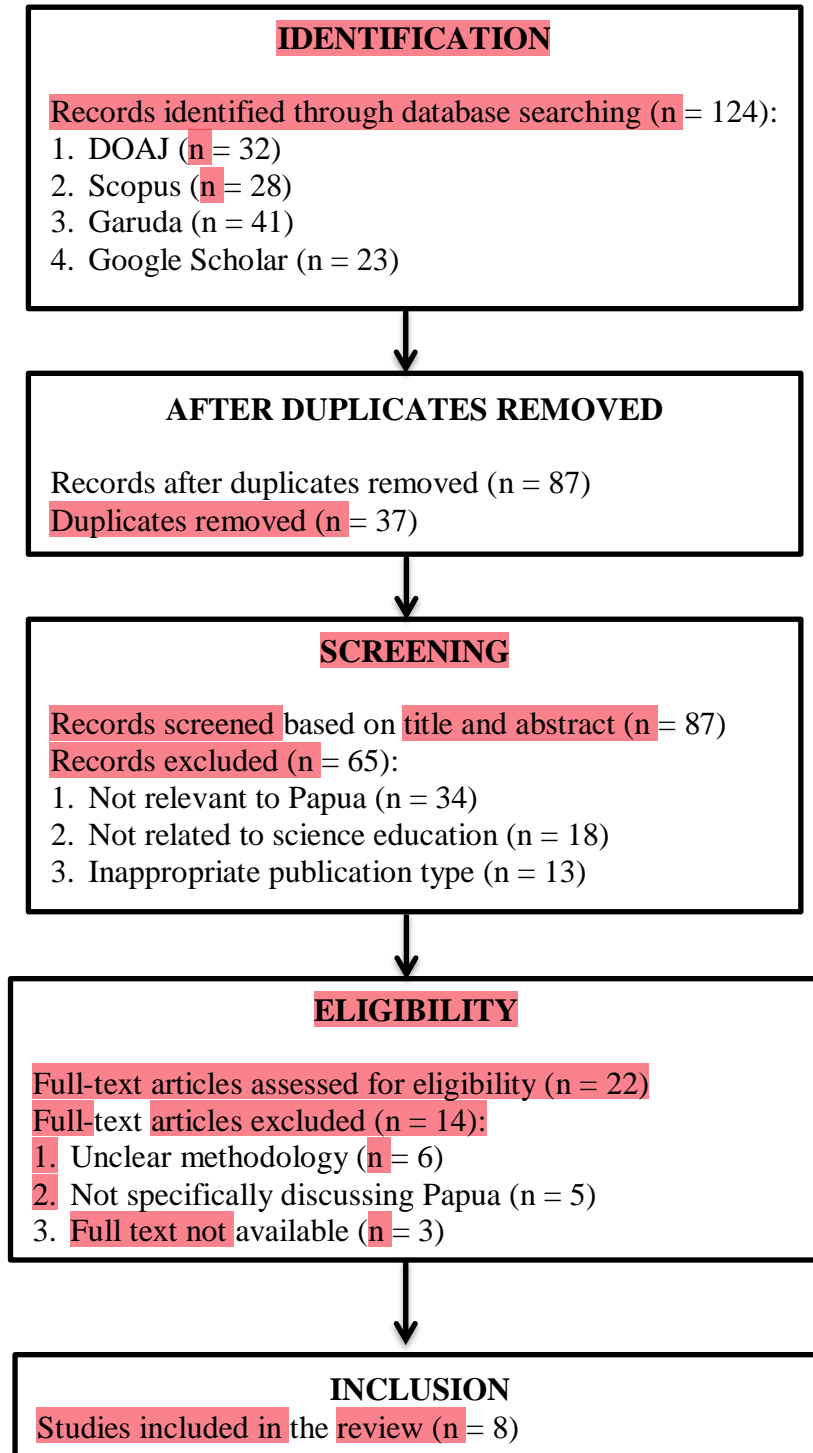 IDENTIFICATION
Records identified through database searching (n = 124):
1. DOAJ (n = 32)
2. Scopus (n = 28)
3. Garuda (n = 41)
4. Google Scholar (n = 23)
AFTER DUPLICATES REMOVED
Records after duplicates removed (n = 87)
Duplicates removed (n = 37)
SCREENING
Records screened based on title and abstract (n = 87)
Records excluded (n = 65):
1. Not relevant to Papua (n = 34)
2. Not related to science education (n = 18)
3. Inappropriate publication type (n = 13)
ELIGIBILITY
Full-text articles assessed for eligibility (n = 22)
Full-text articles excluded (n = 14):
1. Unclear methodology (n = 6)
2. Not specifically discussing Papua (n = 5)
3. Full text not available (n = 3)
INCLUSION
Studies included in the review (n = 8)